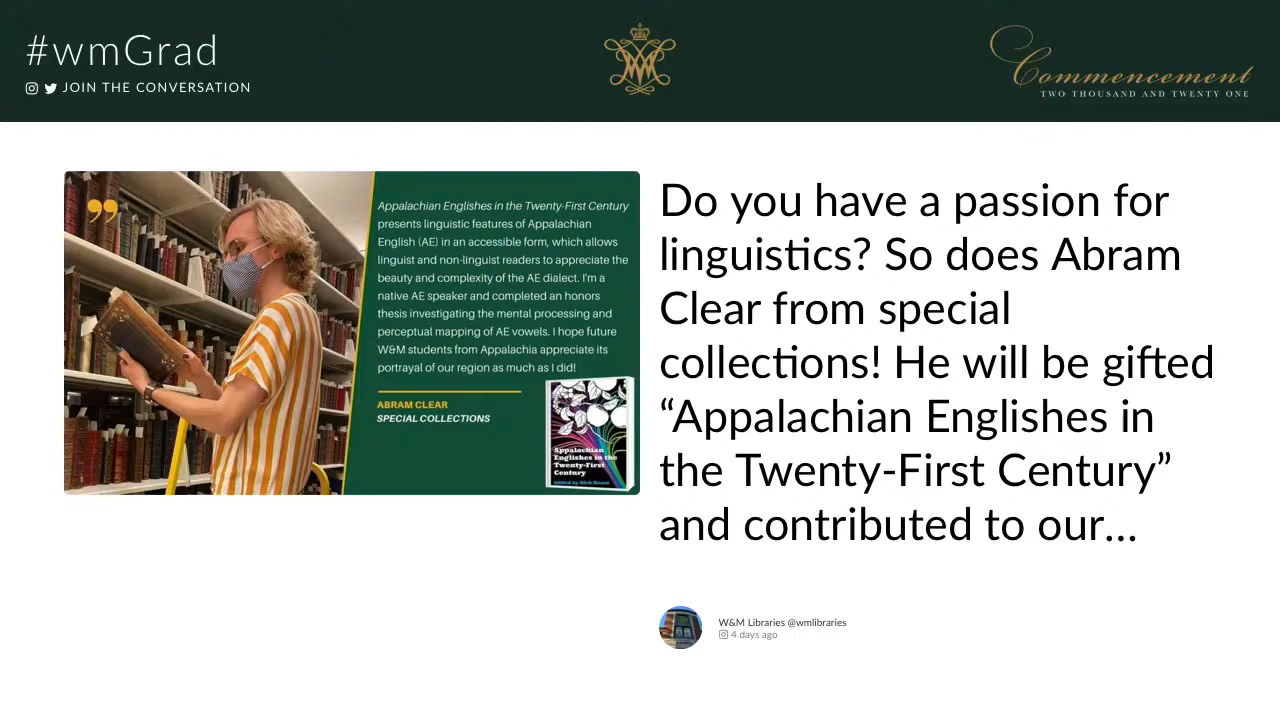 #wmGrad
JOIN THE CONVERSATION
Commencement
TWO THOUSAND AND TWENTY ONE
Appalachian Englishes in the Twenty-First Century
presents linguistic features of Appalachian
English (AE) in an accessible form, which allows
linguist and non-linguist readers to appreciate the
beauty and complexity of the AE dialect. I'm a
native AE speaker and completed an honors
thesis investigating the mental processing and
perceptual mapping of AE vowels. I hope future
W&M students from Appalachia appreciate its
portrayal of our region as much as I did!
ABRAM CLEAR
SPECIAL COLLECTIONS
Appalachian
Englishes in the
Twenty-First
Century
Edited by Kirk Hazen
Do you have a passion for
linguistics? So does Abram
Clear from special
collections! He will be gifted
“Appalachian Englishes in
the Twenty-First Century”
and contributed to our...
W&M Libraries @wmlibraries
4 days ago